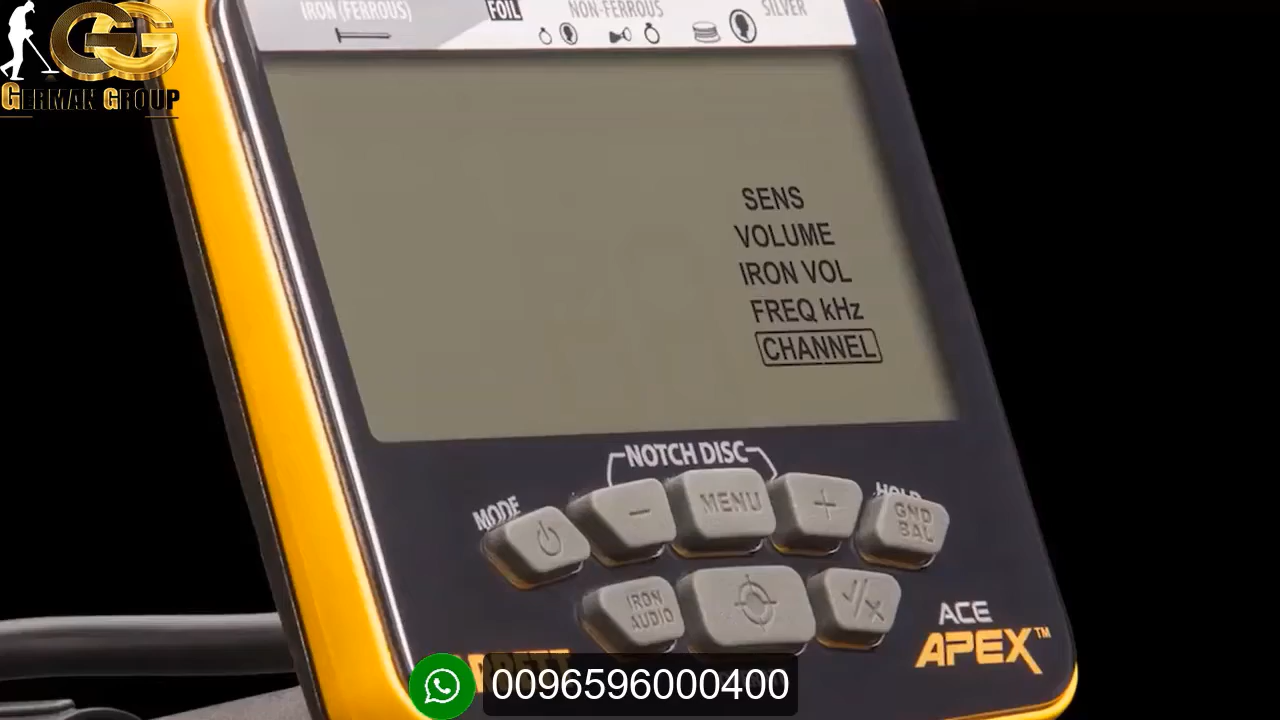 IRON (FERROUS)
FOIL
NON-FERROUS
SILVER
GERMAN GROUP
SENS
VOLUME
IRON VOL
FREQ kHz
CHANNEL
NOTCH DISC
MODE
-
MENU
+
HOLD
GND
BAL
IRON
AUDIO
√/X
ACE
APEX™
0096596000400